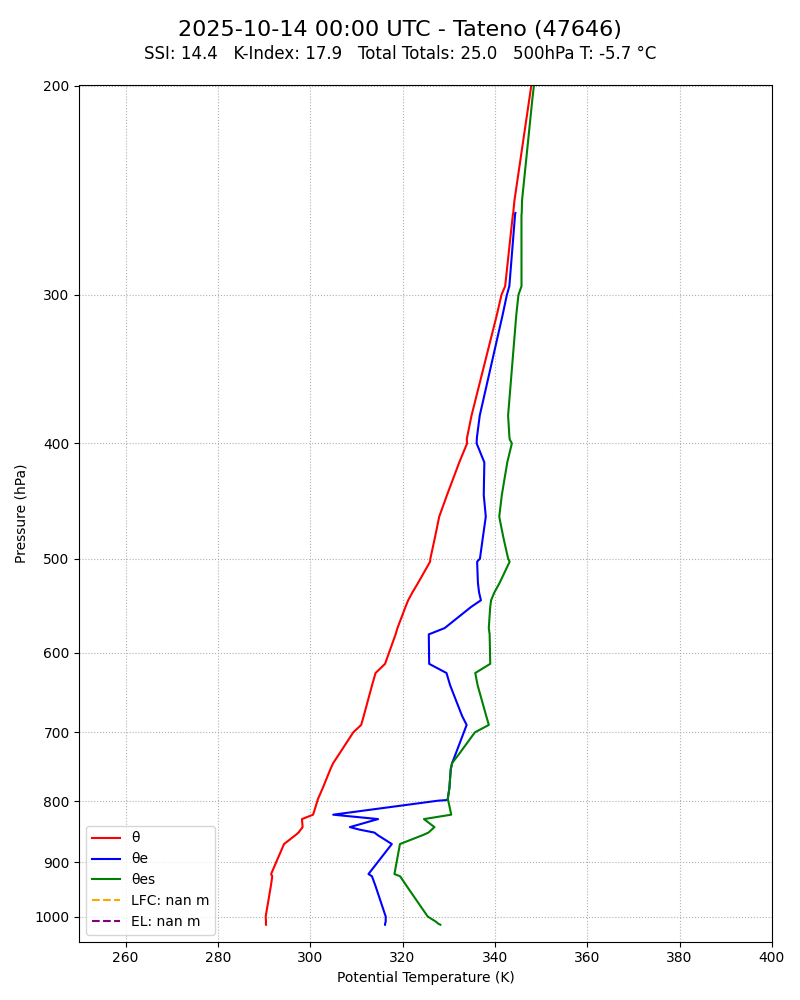 2025-10-14 00:00 UTC - Tateno (47646)
SSI: 14.4 K-Index: 17.9 Total Totals: 25.0 500hPa T: -5.7 °C
200
300
400
500
600
700
800
900
1000
Pressure (hPa)
θ
θe
θes
LFC: nan m
EL: nan m
260 280 300 320 340 360 380 400
Potential Temperature (K)